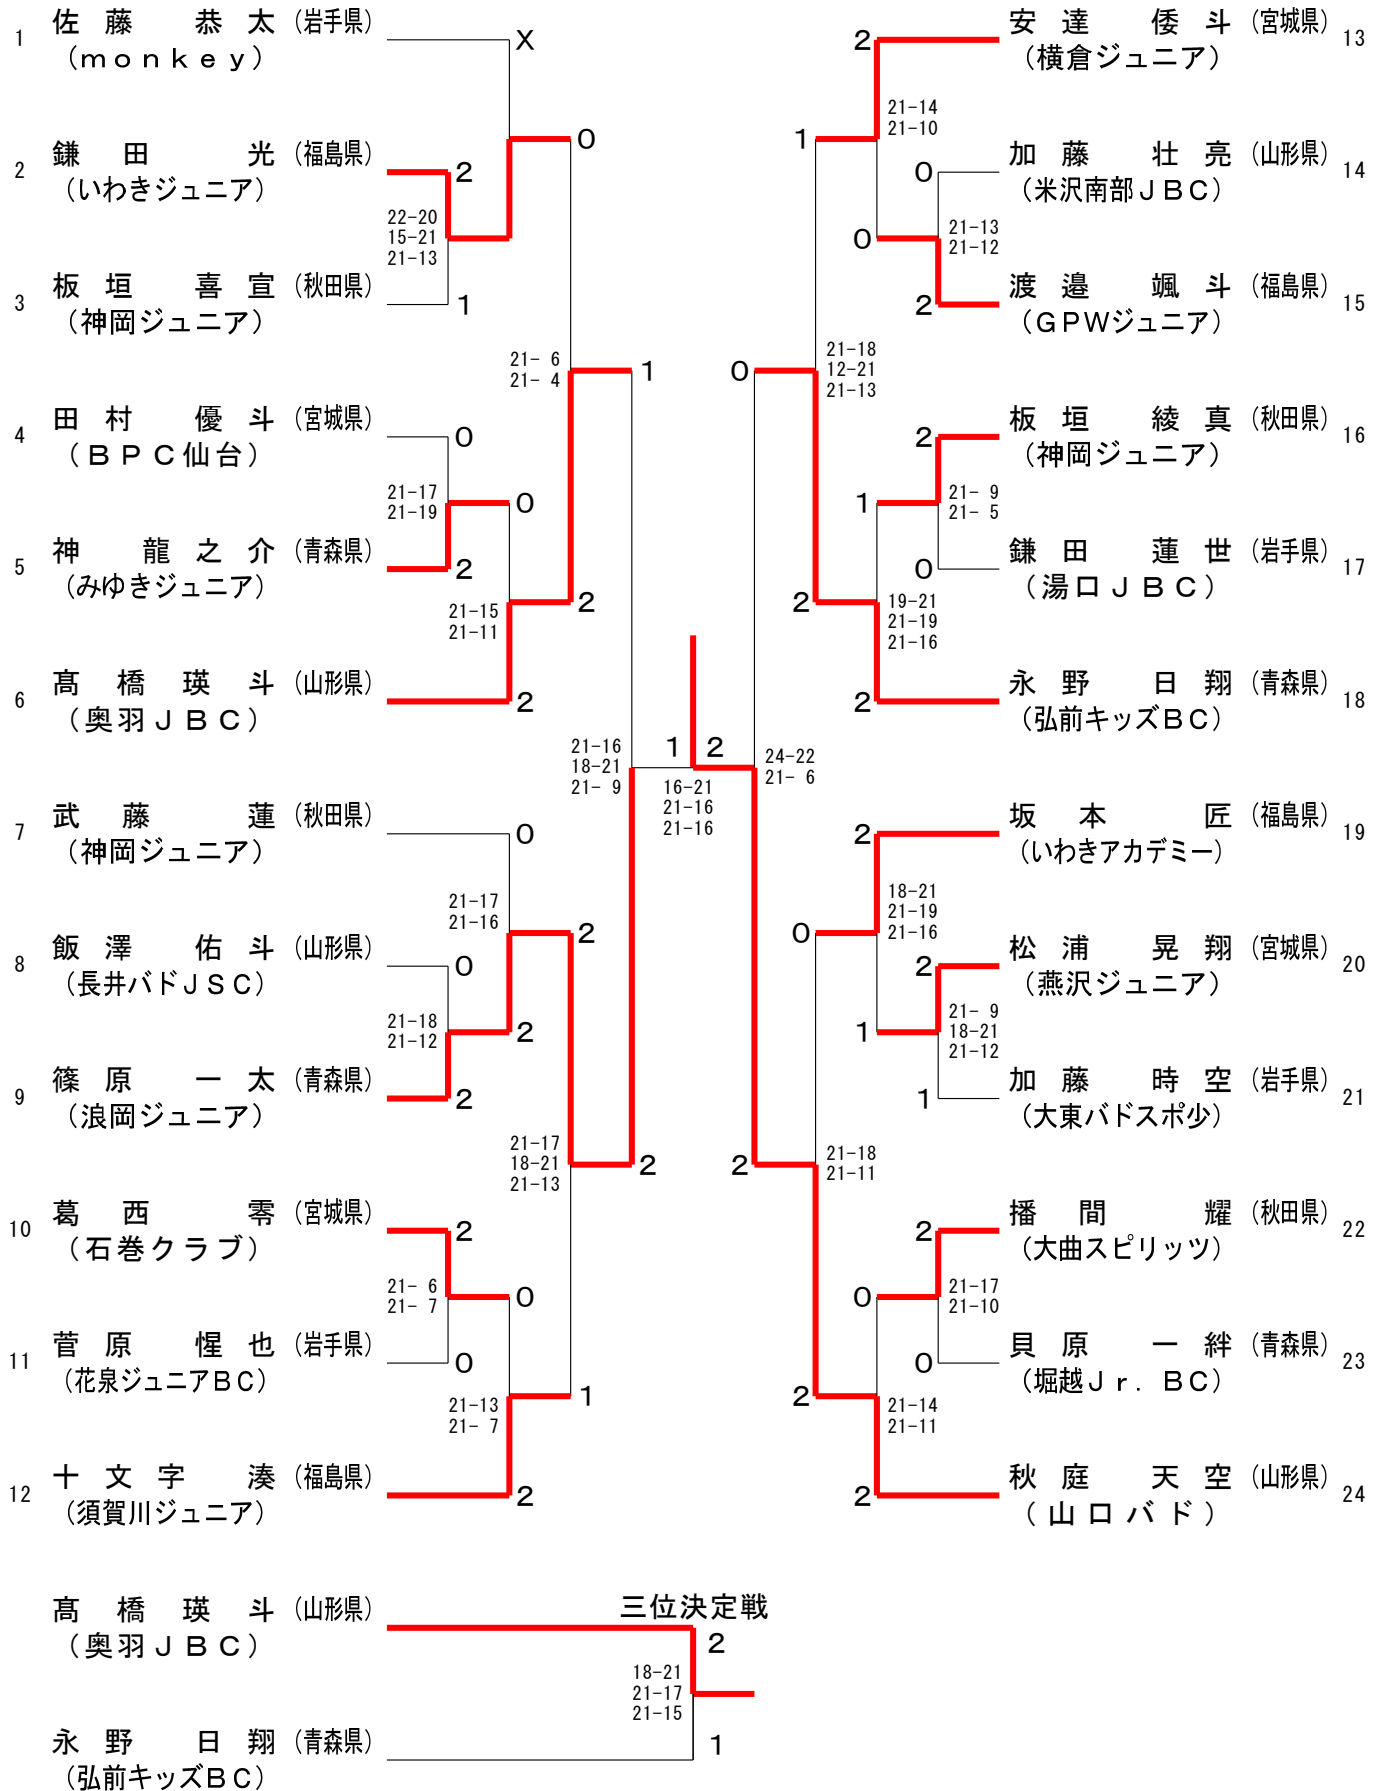 1 佐藤 恭太 (岩手県)
(monkey)
X
0
2 鎌田 光 (福島県)
(いわきジュニア)
2
22-20
15-21
21-13
3 板垣 喜宣 (秋田県)
(神岡ジュニア)
1
21- 6
21- 4
1
4 田村 優斗 (宮城県)
(BPC仙台)
0
21-17
21-19
0
5 神 龍之介 (青森県)
(みゆきジュニア)
2
21-15
21-11
2
6 髙橋 瑛斗 (山形県)
(奥羽JBC)
2
21-16
18-21
21- 9
7 武藤 蓮 (秋田県)
(神岡ジュニア)
0
21-17
21-16
2
8 飯澤 佑斗 (山形県)
(長井バドJSC)
0
21-18
21-12
2
9 篠原 一太 (青森県)
(浪岡ジュニア)
2
21-17
18-21
21-13
2
10 葛西 零 (宮城県)
(石巻クラブ)
2
21- 6
21- 7
0
11 菅原 惺也 (岩手県)
(花泉ジュニアBC)
0
21-13
21- 7
1
12 十文字 湊 (福島県)
(須賀川ジュニア)
2
1 2
16-21
21-16
21-16
2 安達 倭斗 (宮城県) 13
(横倉ジュニア)
21-14
21-10
1
0 加藤 壮亮 (山形県) 14
(米沢南部JBC)
21-13
21-12
0
2 渡邉 颯斗 (福島県) 15
(GPWジュニア)
21-18
12-21
21-13
0
2 板垣 綾真 (秋田県) 16
(神岡ジュニア)
21- 9
21- 5
1
0 鎌田 蓮世 (岩手県) 17
(湯口JBC)
19-21
21-19
21-16
2
2 永野 日翔 (青森県) 18
(弘前キッズBC)
24-22
21- 6
2 坂本 匠 (福島県) 19
(いわきアカデミー)
18-21
21-19
21-16
0
2 松浦 晃翔 (宮城県) 20
(燕沢ジュニア)
21- 9
18-21
21-12
1
1 加藤 時空 (岩手県) 21
(大東バドスポ少)
21-18
21-11
2
2 播間 耀 (秋田県) 22
(大曲スピリッツ)
21-17
21-10
0
0 貝原 一絆 (青森県) 23
(堀越Jr. BC)
21-14
21-11
2
2 秋庭 天空 (山形県) 24
(山口バド)
三位決定戦
髙橋 瑛斗 (山形県)
(奥羽JBC)
2
18-21
21-17
21-15
永野 日翔 (青森県)
(弘前キッズBC)
1